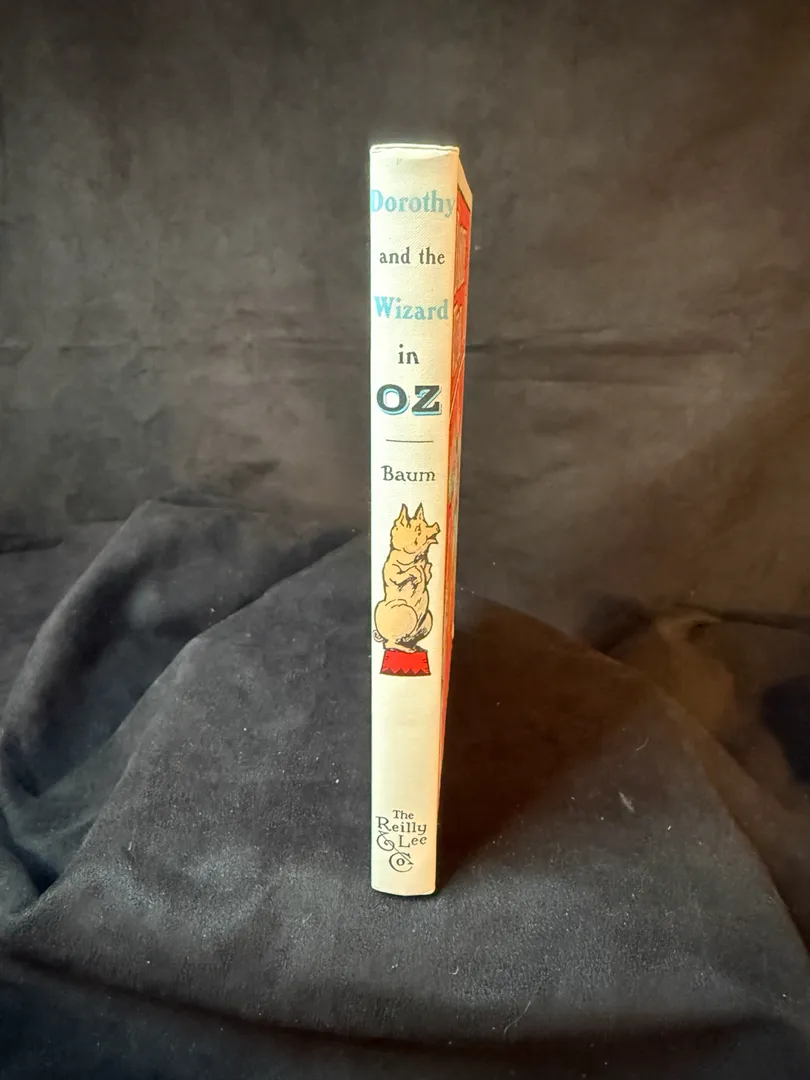 Dorothy
and the
Wizard
in
OZ
Baum
The
Reilly
& Lee
Co